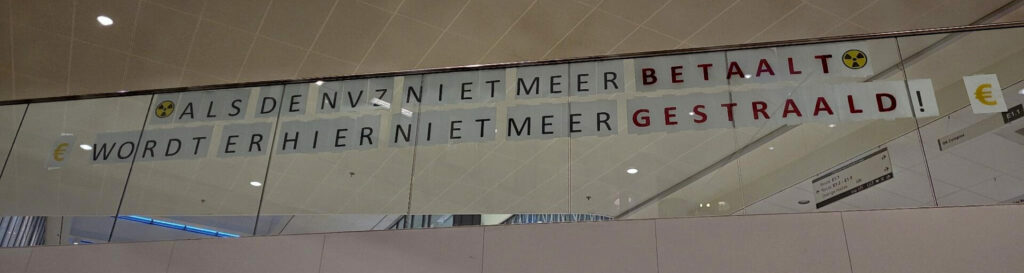 ALS DE NVZ NIET MEER BETAALT
€ WORDT ER HIER NIET MEER GESTRAALD! €